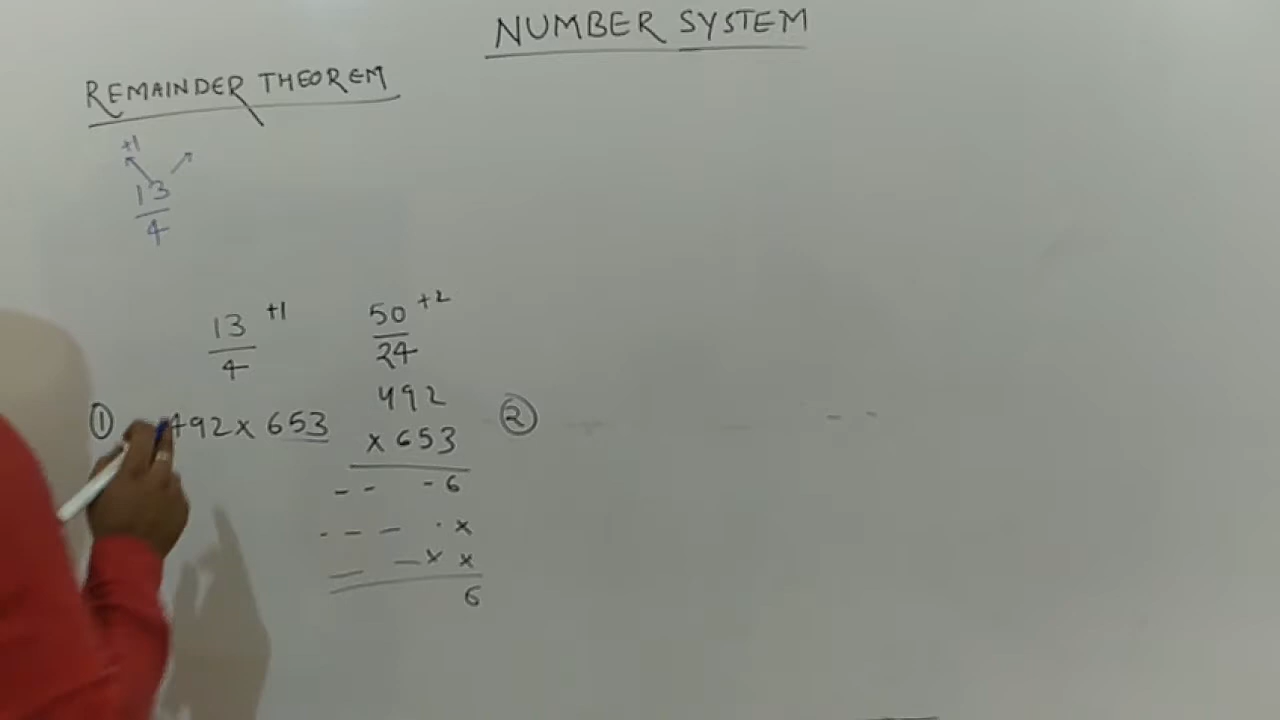 NUMBER SYSTEM
REMAINDER THEOREM
+1
13
4
13 +1
4
50 +2
24
① 492 x 653
492
x 653
- - - 6
- - - · x
- - x x
6
②